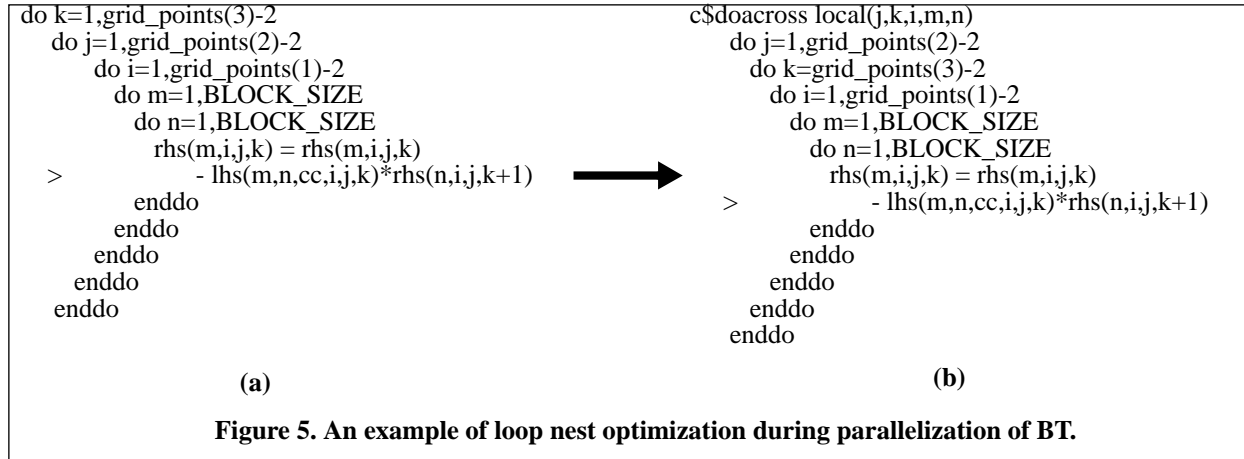 do k=1,grid_points(3)-2
do j=1,grid_points(2)-2
do i=1,grid_points(1)-2
do m=1,BLOCK_SIZE
do n=1,BLOCK_SIZE
rhs(m,i,j,k) = rhs(m,i,j,k)
> - lhs(m,n,cc,i,j,k)*rhs(n,i,j,k+1)
enddo
enddo
enddo
enddo
enddo
(a)
c$doacross local(j,k,i,m,n)
do j=1,grid_points(2)-2
do k=grid_points(3)-2
do i=1,grid_points(1)-2
do m=1,BLOCK_SIZE
do n=1,BLOCK_SIZE
rhs(m,i,j,k) = rhs(m,i,j,k)
> - lhs(m,n,cc,i,j,k)*rhs(n,i,j,k+1)
enddo
enddo
enddo
enddo
enddo
(b)
Figure 5. An example of loop nest optimization during parallelization of BT.